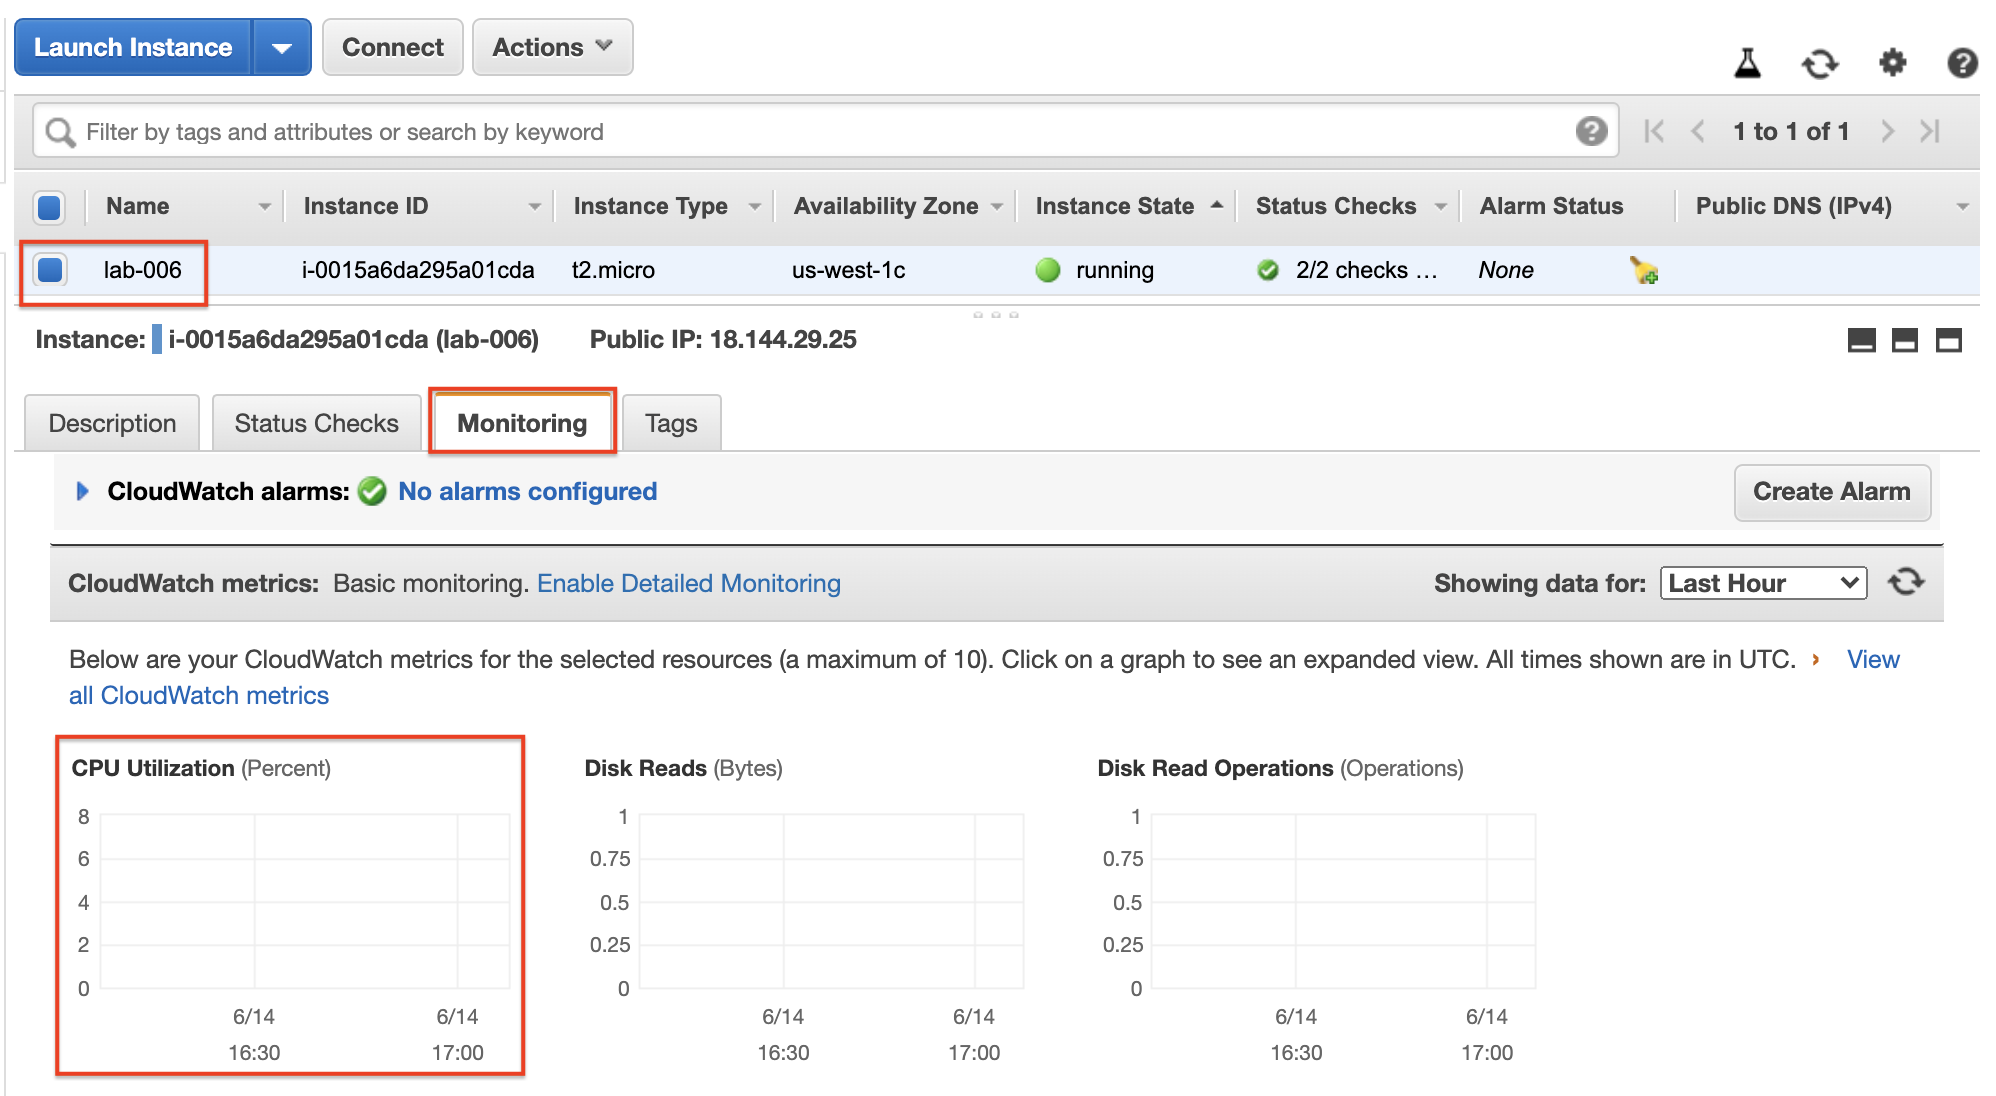 Launch Instance Connect Actions
Filter by tags and attributes or search by keyword ? 1 to 1 of 1 ?
Name Instance ID Instance Type Availability Zone Instance State Status Checks Alarm Status Public DNS (IPv4)
lab-006 i-0015a6da295a01cda t2.micro us-west-1c running 2/2 checks … None
Instance: i-0015a6da295a01cda (lab-006) Public IP: 18.144.29.25
Description Status Checks Monitoring Tags
CloudWatch alarms: No alarms configured Create Alarm
CloudWatch metrics: Basic monitoring. Enable Detailed Monitoring Showing data for: Last Hour
Below are your CloudWatch metrics for the selected resources (a maximum of 10). Click on a graph to see an expanded view. All times shown are in UTC. › View
all CloudWatch metrics
CPU Utilization (Percent)
8
6
4
2
0
6/14 6/14
16:30 17:00
Disk Reads (Bytes)
1
0.75
0.5
0.25
0
6/14 6/14
16:30 17:00
Disk Read Operations (Operations)
1
0.75
0.5
0.25
0
6/14 6/14
16:30 17:00